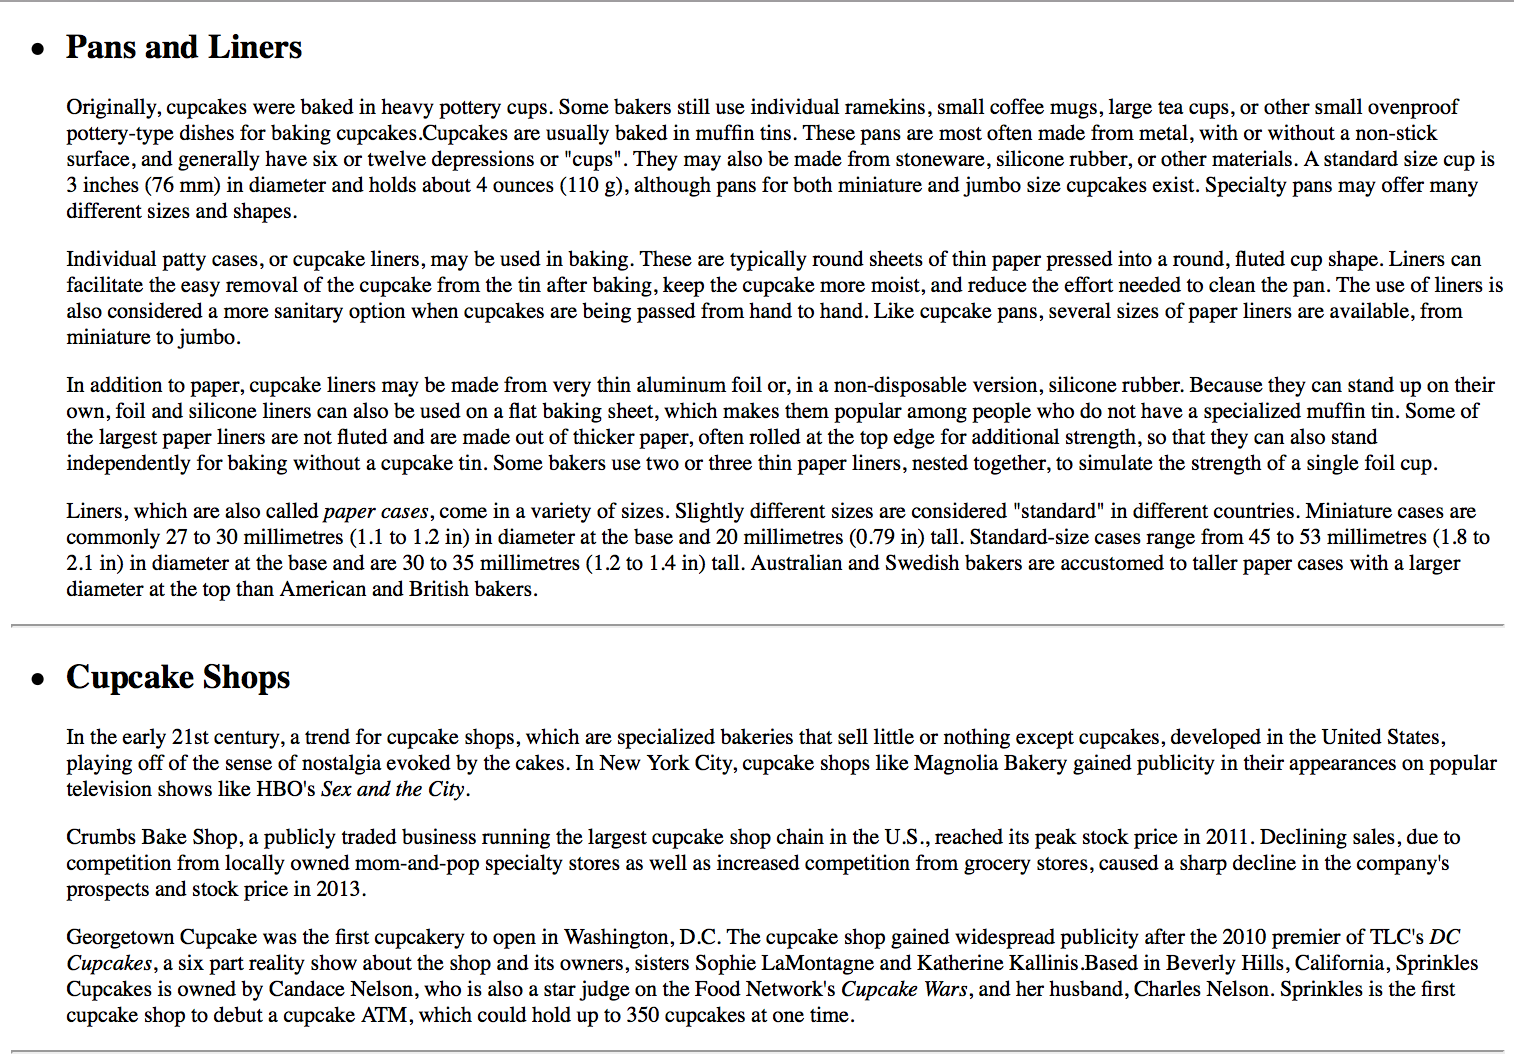 Pans and Liners
Originally, cupcakes were baked in heavy pottery cups. Some bakers still use individual ramekins, small coffee mugs, large tea cups, or other small ovenproof
pottery-type dishes for baking cupcakes.Cupcakes are usually baked in muffin tins. These pans are most often made from metal, with or without a non-stick
surface, and generally have six or twelve depressions or "cups". They may also be made from stoneware, silicone rubber, or other materials. A standard size cup is
3 inches (76 mm) in diameter and holds about 4 ounces (110 g), although pans for both miniature and jumbo size cupcakes exist. Specialty pans may offer many
different sizes and shapes.
Individual patty cases, or cupcake liners, may be used in baking. These are typically round sheets of thin paper pressed into a round, fluted cup shape. Liners can
facilitate the easy removal of the cupcake from the tin after baking, keep the cupcake more moist, and reduce the effort needed to clean the pan. The use of liners is
also considered a more sanitary option when cupcakes are being passed from hand to hand. Like cupcake pans, several sizes of paper liners are available, from
miniature to jumbo.
In addition to paper, cupcake liners may be made from very thin aluminum foil or, in a non-disposable version, silicone rubber. Because they can stand up on their
own, foil and silicone liners can also be used on a flat baking sheet, which makes them popular among people who do not have a specialized muffin tin. Some of
the largest paper liners are not fluted and are made out of thicker paper, often rolled at the top edge for additional strength, so that they can also stand
independently for baking without a cupcake tin. Some bakers use two or three thin paper liners, nested together, to simulate the strength of a single foil cup.
Liners, which are also called paper cases, come in a variety of sizes. Slightly different sizes are considered "standard" in different countries. Miniature cases are
commonly 27 to 30 millimetres (1.1 to 1.2 in) in diameter at the base and 20 millimetres (0.79 in) tall. Standard-size cases range from 45 to 53 millimetres (1.8 to
2.1 in) in diameter at the base and are 30 to 35 millimetres (1.2 to 1.4 in) tall. Australian and Swedish bakers are accustomed to taller paper cases with a larger
diameter at the top than American and British bakers.
Cupcake Shops
In the early 21st century, a trend for cupcake shops, which are specialized bakeries that sell little or nothing except cupcakes, developed in the United States,
playing off of the sense of nostalgia evoked by the cakes. In New York City, cupcake shops like Magnolia Bakery gained publicity in their appearances on popular
television shows like HBO's Sex and the City.
Crumbs Bake Shop, a publicly traded business running the largest cupcake shop chain in the U.S., reached its peak stock price in 2011. Declining sales, due to
competition from locally owned mom-and-pop specialty stores as well as increased competition from grocery stores, caused a sharp decline in the company's
prospects and stock price in 2013.
Georgetown Cupcake was the first cupcakery to open in Washington, D.C. The cupcake shop gained widespread publicity after the 2010 premier of TLC's DC
Cupcakes, a six part reality show about the shop and its owners, sisters Sophie LaMontagne and Katherine Kallinis.Based in Beverly Hills, California, Sprinkles
Cupcakes is owned by Candace Nelson, who is also a star judge on the Food Network's Cupcake Wars, and her husband, Charles Nelson. Sprinkles is the first
cupcake shop to debut a cupcake ATM, which could hold up to 350 cupcakes at one time.